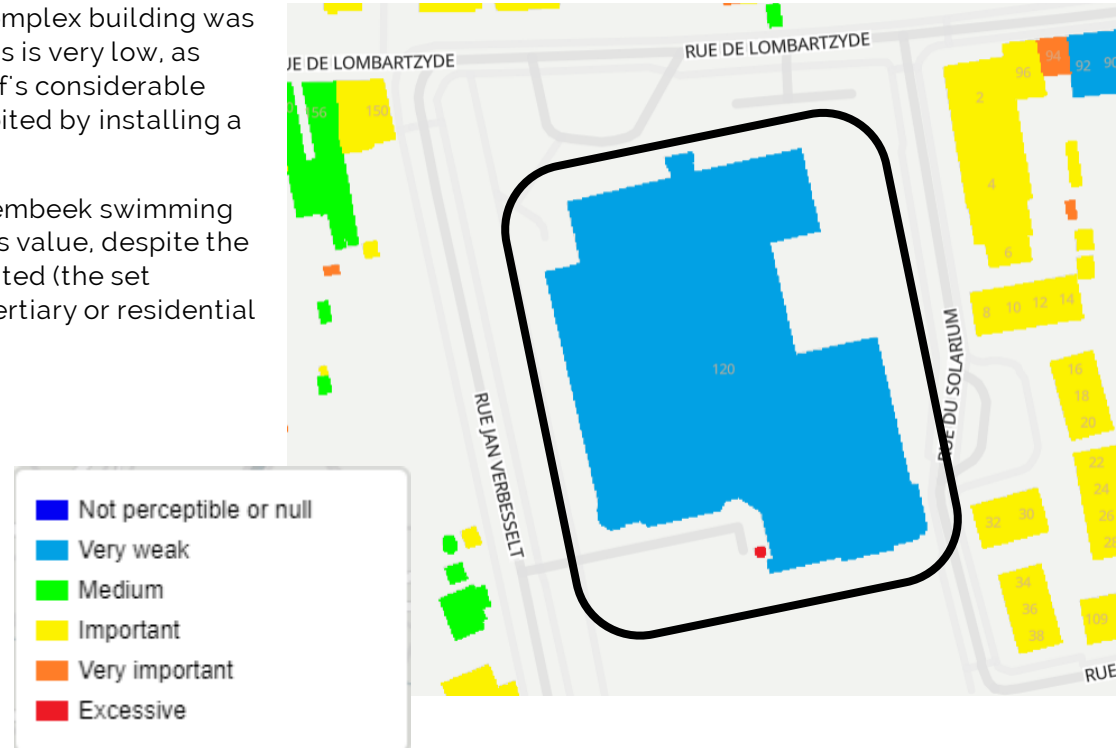 omplex building was
s is very low, as
f's considerable
ited by installing a
embeek swimming
s value, despite the
ted (the set
ertiary or residential
UE DE LOMBARTZYDE
RUE DE LOMBARTZYDE
94
96
92
90
2
156
150
4
6
8 10 12 14
RUE DU SOLARIUM
120
16
18
20
RUE JAN VERBESSELT
22
24
26
28
32 30
34
36
38
109
RUE
Not perceptible or null
Very weak
Medium
Important
Very important
Excessive